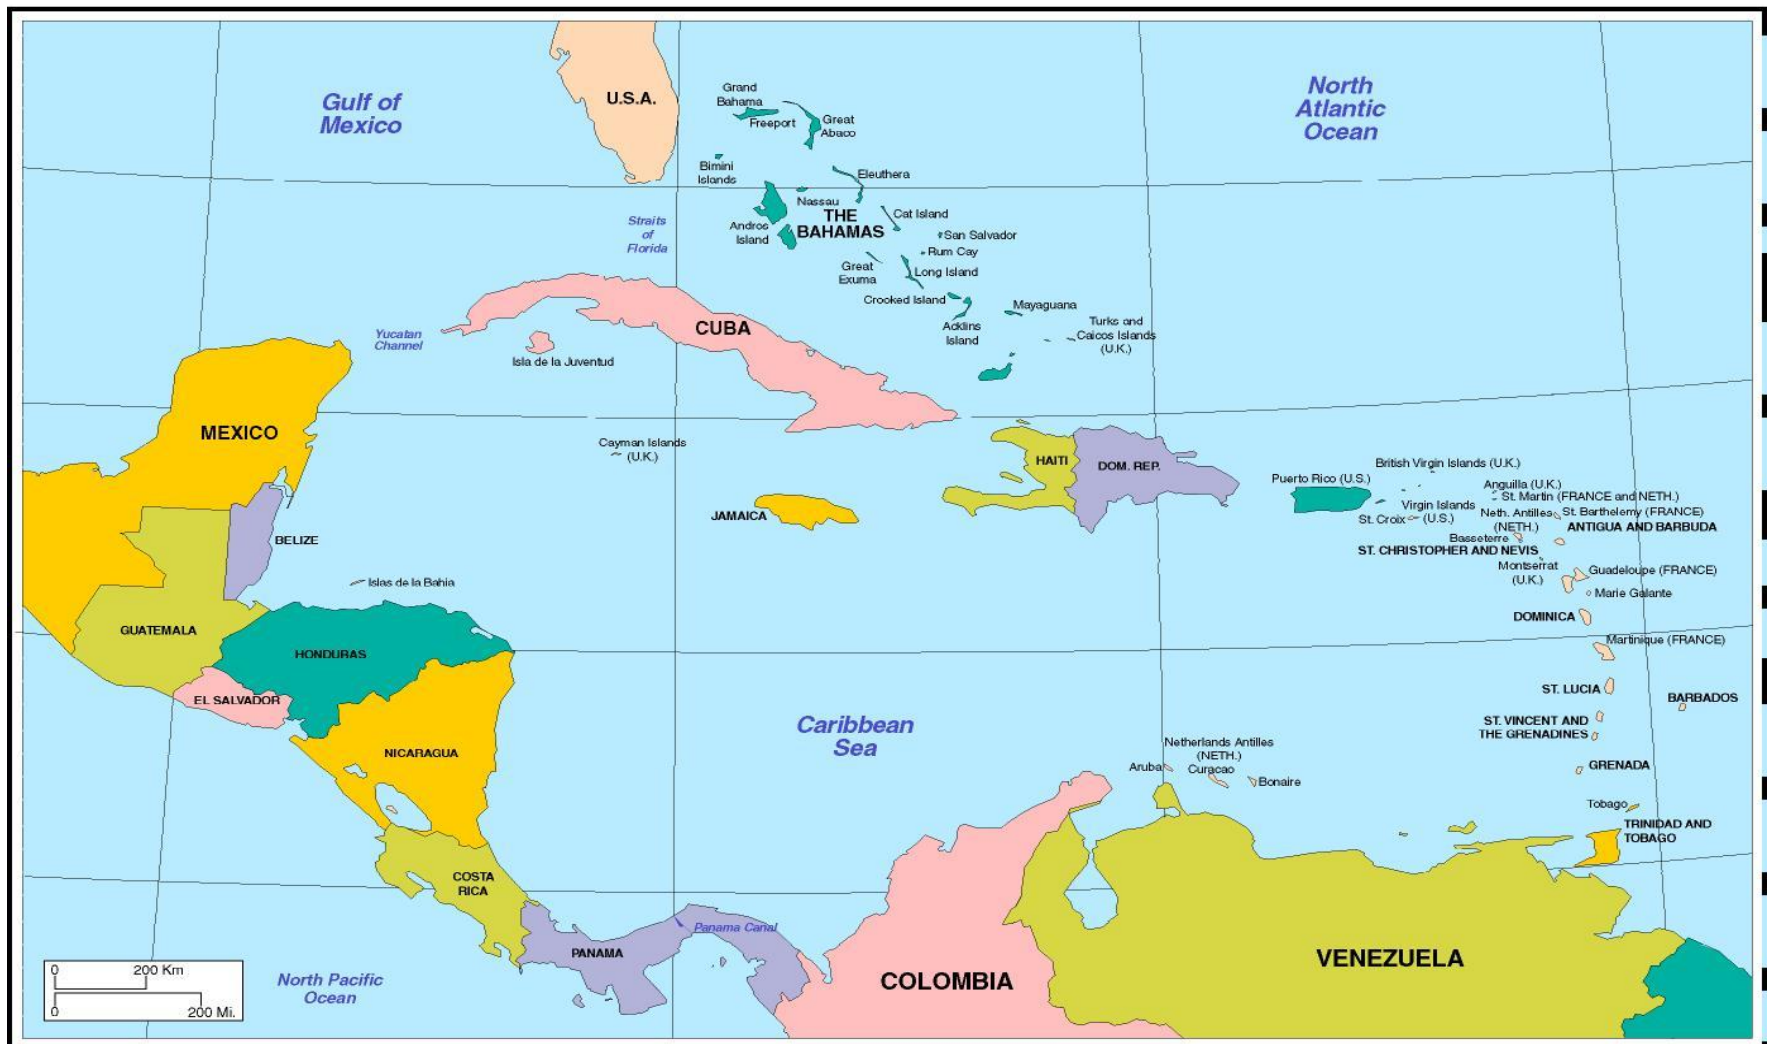 Gulf of
Mexico
U.S.A.
North
Atlantic
Ocean
Grand
Bahama
Freeport
Great
Abaco
Bimini
Islands
Eleuthera
Nassau
THE
BAHAMAS
Andros
Island
Cat Island
San Salvador
Rum Cay
Great
Exuma
Long Island
Crooked Island
Acklins
Island
Mayaguana
Turks and
Caicos Islands
(U.K.)
Straits
of
Florida
Yucatan
Channel
CUBA
Isla de la Juventud
MEXICO
Cayman Islands
(U.K.)
HAITI
DOM. REP.
JAMAICA
Puerto Rico (U.S.)
British Virgin Islands (U.K.)
Anguilla (U.K.)
St. Martin (FRANCE and NETH.)
Virgin Islands
(U.S.)
St. Croix
Neth. Antilles
(NETH.)
St. Barthelemy (FRANCE)
ANTIGUA AND BARBUDA
Basseterre
ST. CHRISTOPHER AND NEVIS
Montserrat
(U.K.)
Guadeloupe (FRANCE)
Marie Galante
DOMINICA
Martinique (FRANCE)
ST. LUCIA
BARBADOS
ST. VINCENT AND
THE GRENADINES
GRENADA
Tobago
TRINIDAD AND
TOBAGO
BELIZE
Islas de la Bahia
GUATEMALA
HONDURAS
EL SALVADOR
NICARAGUA
Caribbean
Sea
Netherlands Antilles
(NETH.)
Aruba
Curacao
Bonaire
COSTA
RICA
PANAMA
Panama Canal
COLOMBIA
VENEZUELA
North Pacific
Ocean
0 200 Km
0 200 Mi.